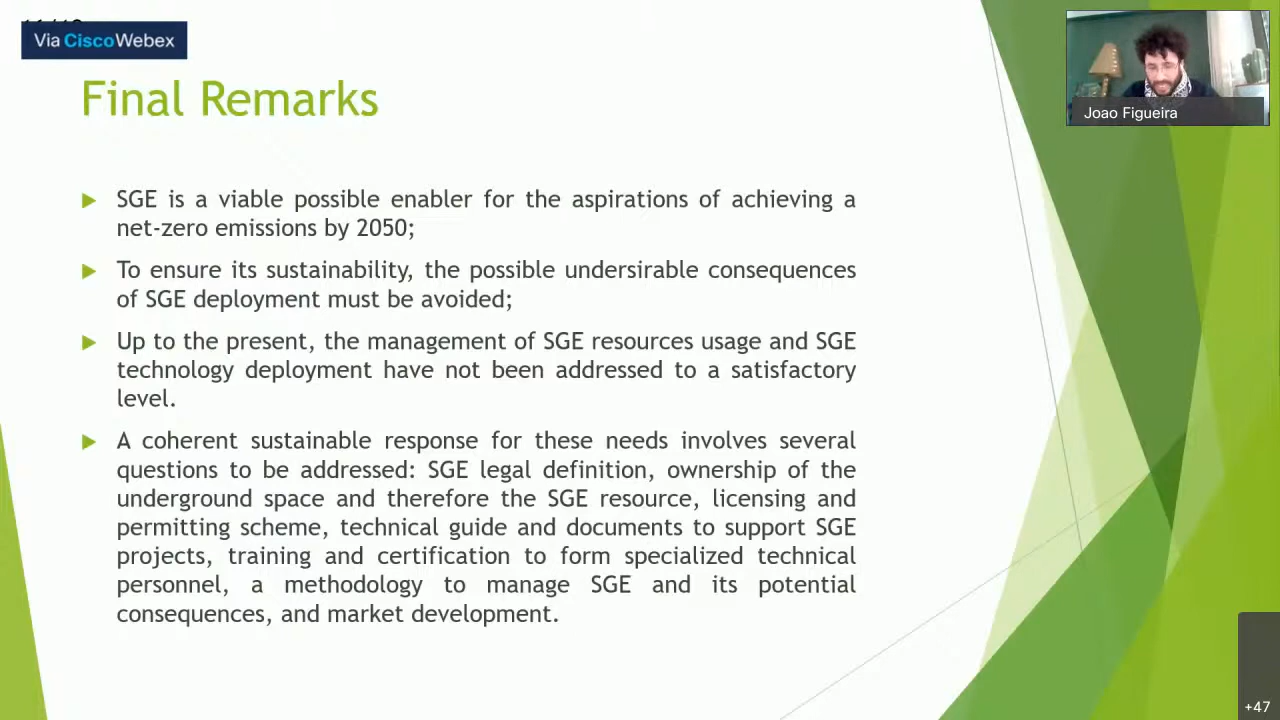 Via CiscoWebex
Final Remarks
Joao Figueira
SGE is a viable possible enabler for the aspirations of achieving a
net-zero emissions by 2050;
To ensure its sustainability, the possible undersirable consequences
of SGE deployment must be avoided;
Up to the present, the management of SGE resources usage and SGE
technology deployment have not been addressed to a satisfactory
level.
A coherent sustainable response for these needs involves several
questions to be addressed: SGE legal definition, ownership of the
underground space and therefore the SGE resource, licensing and
permitting scheme, technical guide and documents to support SGE
projects, training and certification to form specialized technical
personnel, a methodology to manage SGE and its potential
consequences, and market development.
+47